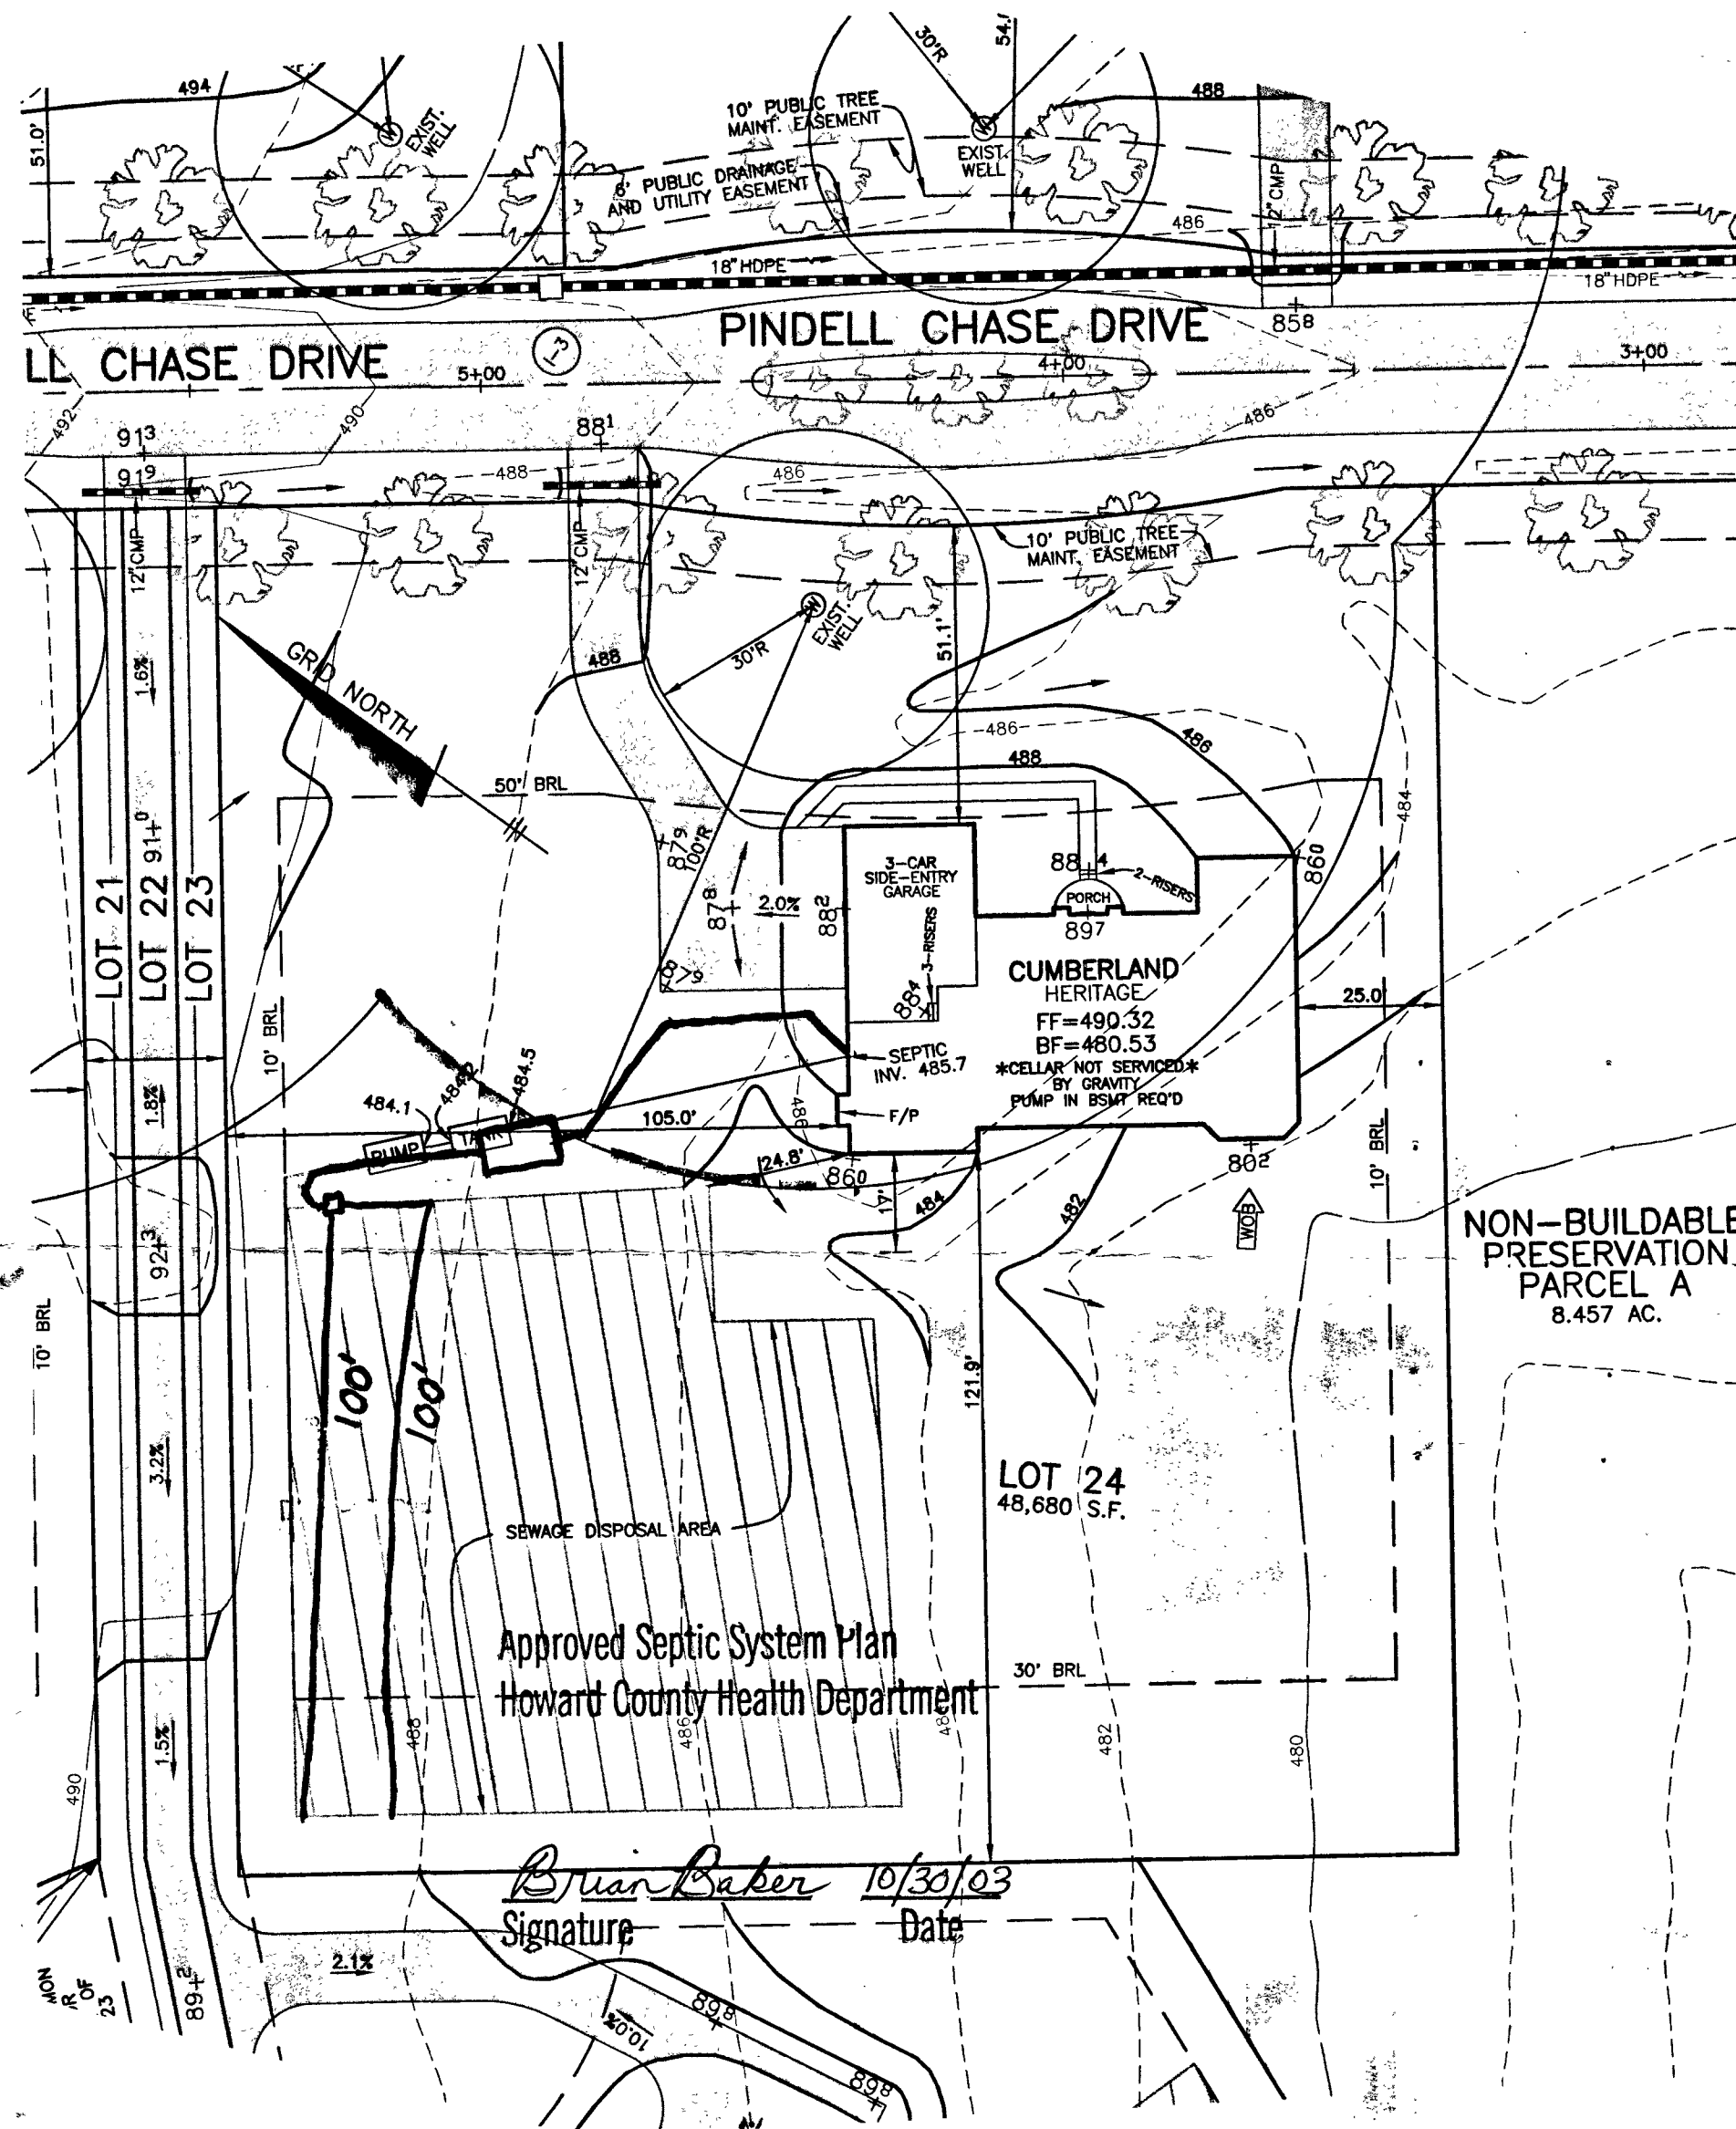 494
51.0'
EXIST.
WELL
30'R
54.1
10' PUBLIC TREE
MAINT. EASEMENT
EXIST.
WELL
488
12" CMP
PUBLIC DRAINAGE
AND UTILITY EASEMENT
486
18" HDPE
18" HDPE
PINDELL CHASE DRIVE
858
LL CHASE DRIVE
5+00
1-3
4+00
3+00
492
490
486
913
919
881
488
486
12" CMP
12" CMP
10' PUBLIC TREE
MAINT. EASEMENT
EXIST.
WELL
30'R
51.1'
GRID NORTH
1.6%
488
486
486
488
484
50' BRL
879
100'R
878
2.0%
882
3-CAR
SIDE-ENTRY
GARAGE
3-RISERS
884
884
2-RISERS
PORCH
897
860
LOT 21
LOT 22 91+0
LOT 23
879
CUMBERLAND
HERITAGE
FF=490.32
BF=480.53
*CELLAR NOT SERVICED*
BY GRAVITY
PUMP IN BSMT REQ'D
25.0
10' BRL
SEPTIC
INV. 485.7
F/P
484.1
484.2
484.5
PUMP
TANK
105.0'
486
24.8'
860
17'
484
482
802
WOB
10' BRL
1.8%
923
10' BRL
NON-BUILDABLE
PRESERVATION
PARCEL A
8.457 AC.
100'
100'
121.9'
3.2%
SEWAGE DISPOSAL AREA
LOT 24
48,680 S.F.
Approved Septic System Plan
Howard County Health Department
30' BRL
1.5%
490
488
486
482
480
Brian Baker 10/30/03
Signature Date
2.1%
MON
R OF
23
89+2
898
10.0%
898